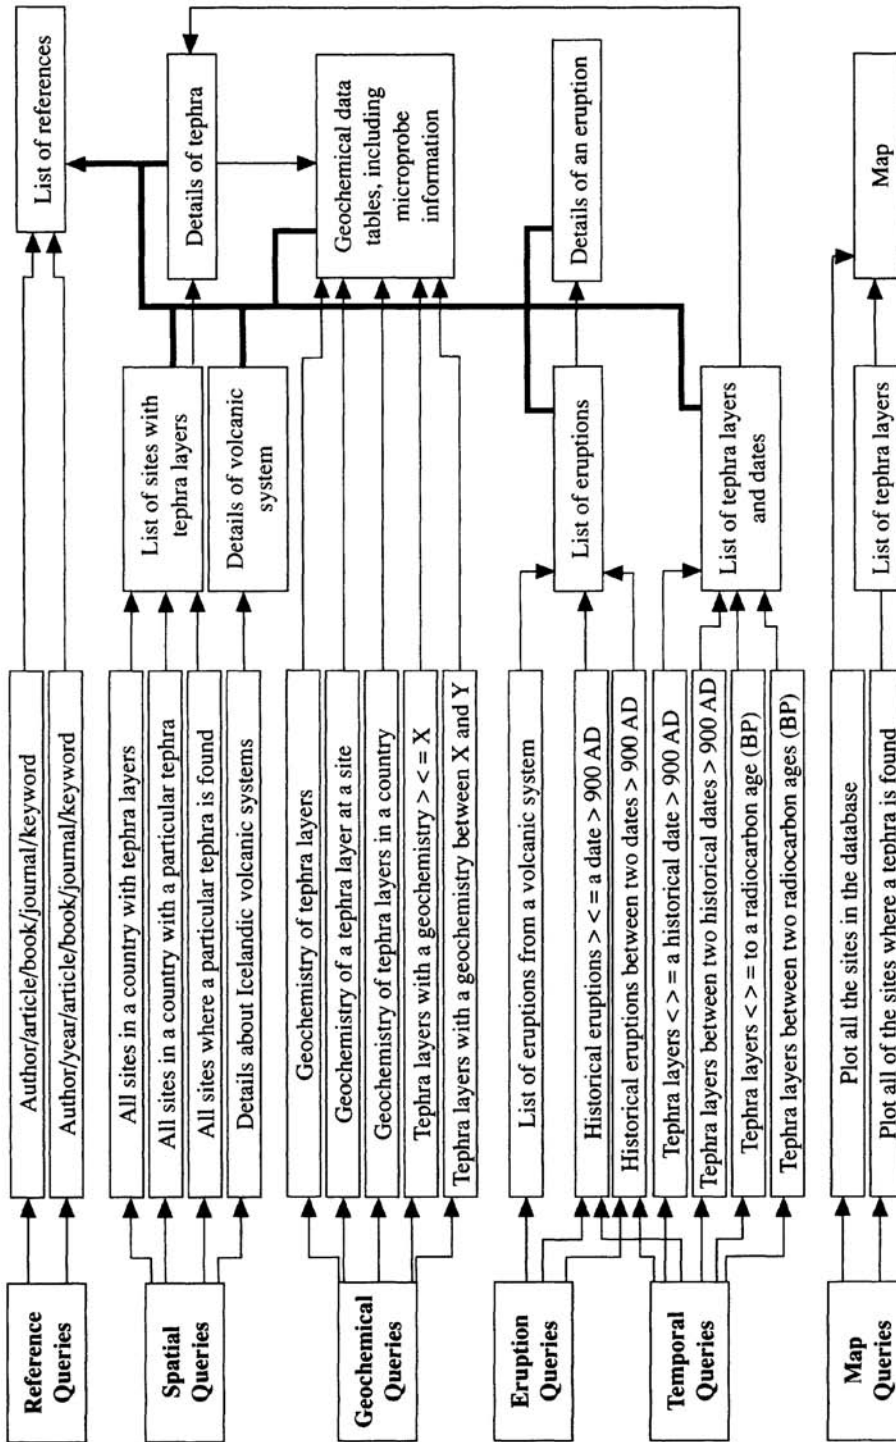 Reference
Queries
Author/article/book/journal/keyword
Author/year/article/book/journal/keyword
List of references
Spatial
Queries
All sites in a country with tephra layers
All sites in a country with a particular tephra
All sites where a particular tephra is found
Details about Icelandic volcanic systems
List of sites with
tephra layers
Details of volcanic
system
Details of tephra
Geochemical
Queries
Geochemistry of tephra layers
Geochemistry of a tephra layer at a site
Geochemistry of tephra layers in a country
Tephra layers with a geochemistry > < = X
Tephra layers with a geochemistry between X and Y
Geochemical data
tables, including
microprobe
information
Eruption
Queries
List of eruptions from a volcanic system
Historical eruptions > < = a date > 900 AD
Historical eruptions between two dates > 900 AD
List of eruptions
Details of an eruption
Temporal
Queries
Tephra layers < > = a historical date > 900 AD
Tephra layers between two historical dates > 900 AD
Tephra layers < > = to a radiocarbon age (BP)
Tephra layers between two radiocarbon ages (BP)
List of tephra layers
and dates
Map
Queries
Plot all the sites in the database
Plot all of the sites where a tephra is found
List of tephra layers
Map